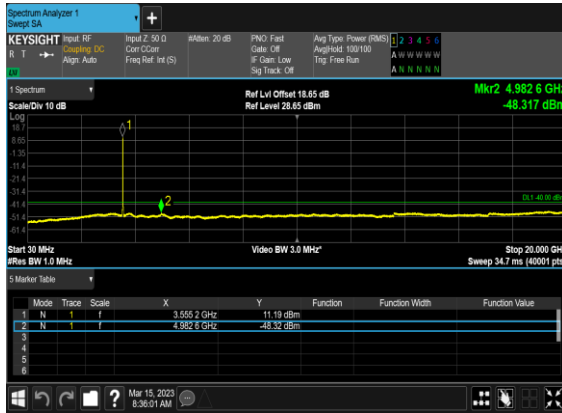 Spectrum Analyzer 1
Swept SA
KEYSIGHT
R T
Input: RF
Coupling: DC
Align: Auto
Input Z: 50 Ω
Corr CCorr
Freq Ref: Int (S)
#Atten: 20 dB
PNO: Fast
Gate: Off
IF Gain: Low
Sig Track: Off
Avg Type: Power (RMS)
Avg|Hold: 100/100
Trig: Free Run
1 2 3 4 5 6
A W W W W W
A N N N N N
1 Spectrum
Scale/Div 10 dB
Ref Lvl Offset 18.65 dB
Ref Level 28.65 dBm
Mkr2 4.982 6 GHz
-48.317 dBm
Log
18.7
8.65
-1.35
-11.4
-21.4
-31.4
-41.4
-51.4
-61.4
1
2
DL1 -40.00 dBm
Start 30 MHz
#Res BW 1.0 MHz
Video BW 3.0 MHz*
Stop 20.000 GHz
Sweep 34.7 ms (40001 pts)
5 Marker Table
Mode Trace Scale X Y Function Function Width Function Value
1 N 1 f 3.555 2 GHz 11.19 dBm
2 N 1 f 4.982 6 GHz -48.32 dBm
3
4
5
6
Mar 15, 2023
8:36:01 AM